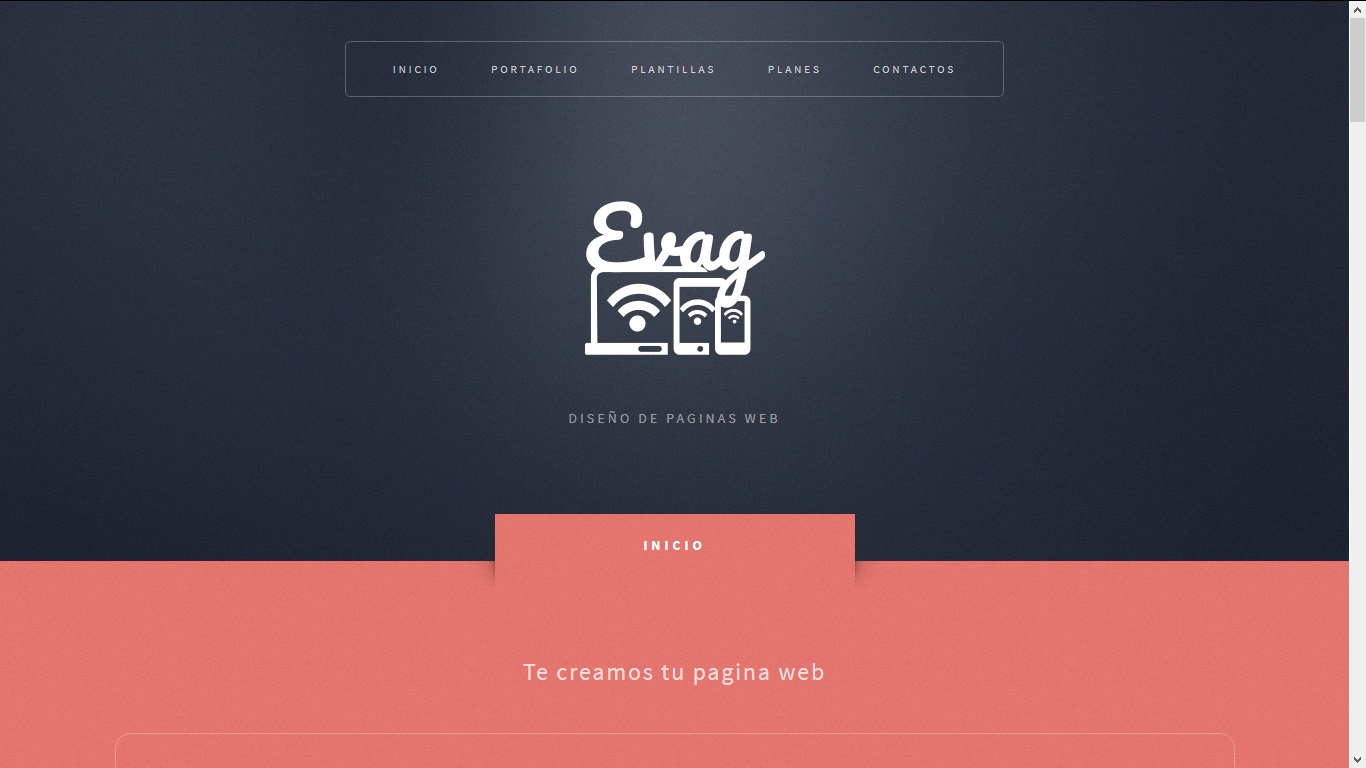 INICIO PORTAFOLIO PLANTILLAS PLANES CONTACTOS
Evag
DISEÑO DE PAGINAS WEB
INICIO
Te creamos tu pagina web